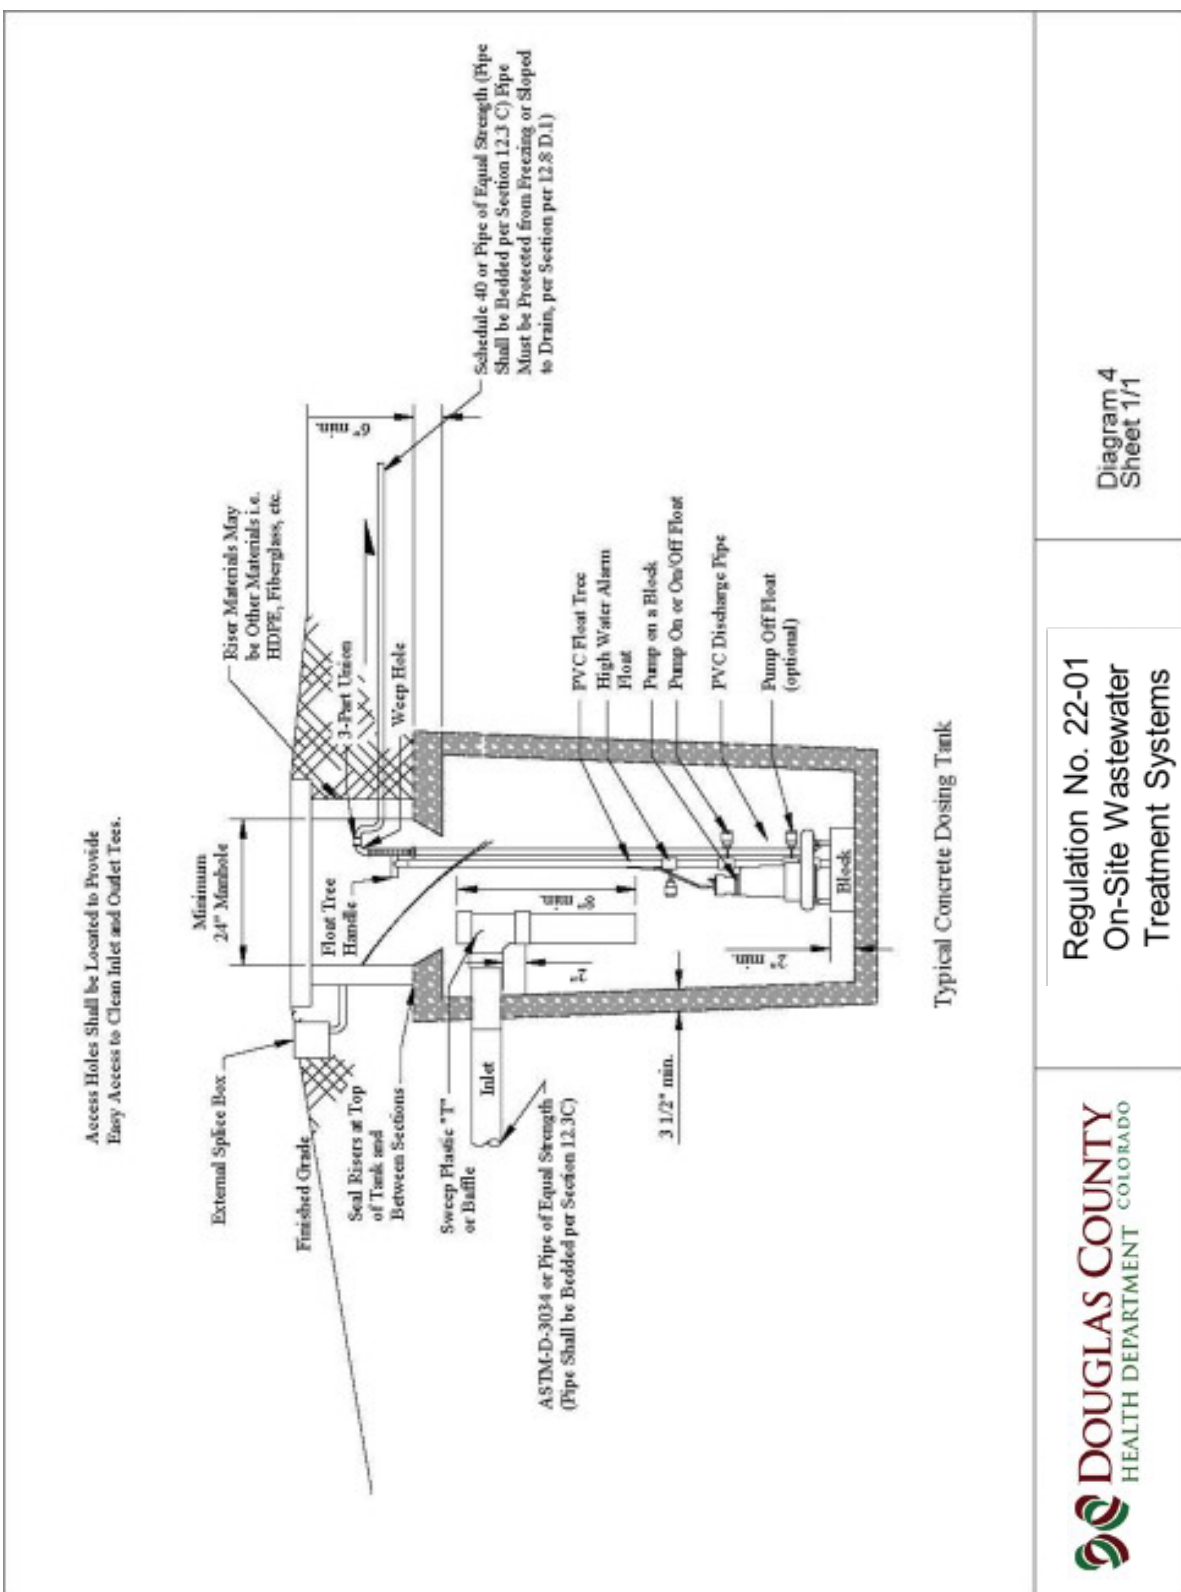 Access Holes Shall be Located to Provide
Easy Access to Clean Inlet and Outlet Tees.
External Splice Box
Minimum
24" Manhole
Riser Materials May
be Other Materials i.e.
HDPE, Fiberglass, etc.
Finished Grade
Float Tree
Handle
3-Part Union
Weep Hole
6" min.
Seal Risers at Top
of Tank and
Between Sections
Schedule 40 or Pipe of Equal Strength (Pipe
Shall be Bedded per Section 12.3 C) Pipe
Must be Protected from Freezing or Sloped
to Drain, per Section per 12.8 D.1)
Sweep Plastic "T"
or Baffle
Inlet
min.
ASTM-D-3034 or Pipe of Equal Strength
(Pipe Shall be Bedded per Section 12.3C)
PVC Float Tree
High Water Alarm
Float
Pump on a Block
Pump On or On/Off Float
PVC Discharge Pipe
Pump Off Float
(optional)
3 1/2" min.
2" min.
Block
Typical Concrete Dosing Tank
DOUGLAS COUNTY
HEALTH DEPARTMENT COLORADO
Regulation No. 22-01
On-Site Wastewater
Treatment Systems
Diagram 4
Sheet 1/1